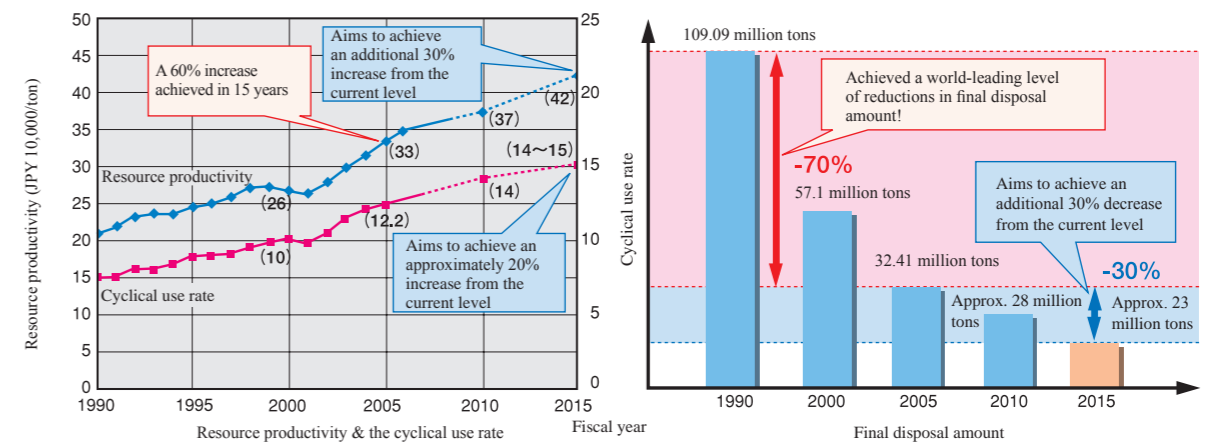 50
45
40
35
30
25
20
15
10
5
0
Resource productivity (JPY 10,000/ton)
A 60% increase
achieved in 15 years
Aims to achieve
an additional 30%
increase from the
current level
Resource productivity
(26)
(33)
(37)
(42)
(14～15)
(14)
(12.2)
(10)
Cyclical use rate
Aims to achieve an
approximately 20%
increase from the
current level
25
20
15
10
5
0
Cyclical use rate
1990
1995
2000
2005
2010
2015
Fiscal year
Resource productivity & the cyclical use rate
109.09 million tons
Achieved a world-leading level
of reductions in final disposal
amount!
-70%
57.1 million tons
32.41 million tons
Aims to achieve an
additional 30% decrease
from the current level
-30%
Approx. 28 million
tons
Approx. 23
million tons
1990
2000
2005
2010
2015
Final disposal amount